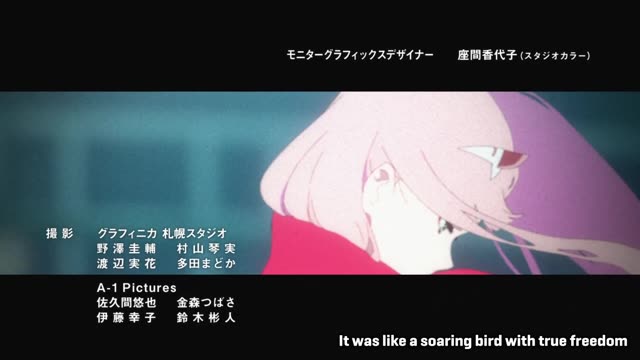 モニターグラフィックスデザイナー 座間香代子(スタジオカラー)
撮影 グラフィニカ 札幌スタジオ
野澤圭輔 村山琴実
渡辺実花 多田まどか
A-1 Pictures
佐久間悠也 金森つばさ
伊藤幸子 鈴木彬人
It was like a soaring bird with true freedom